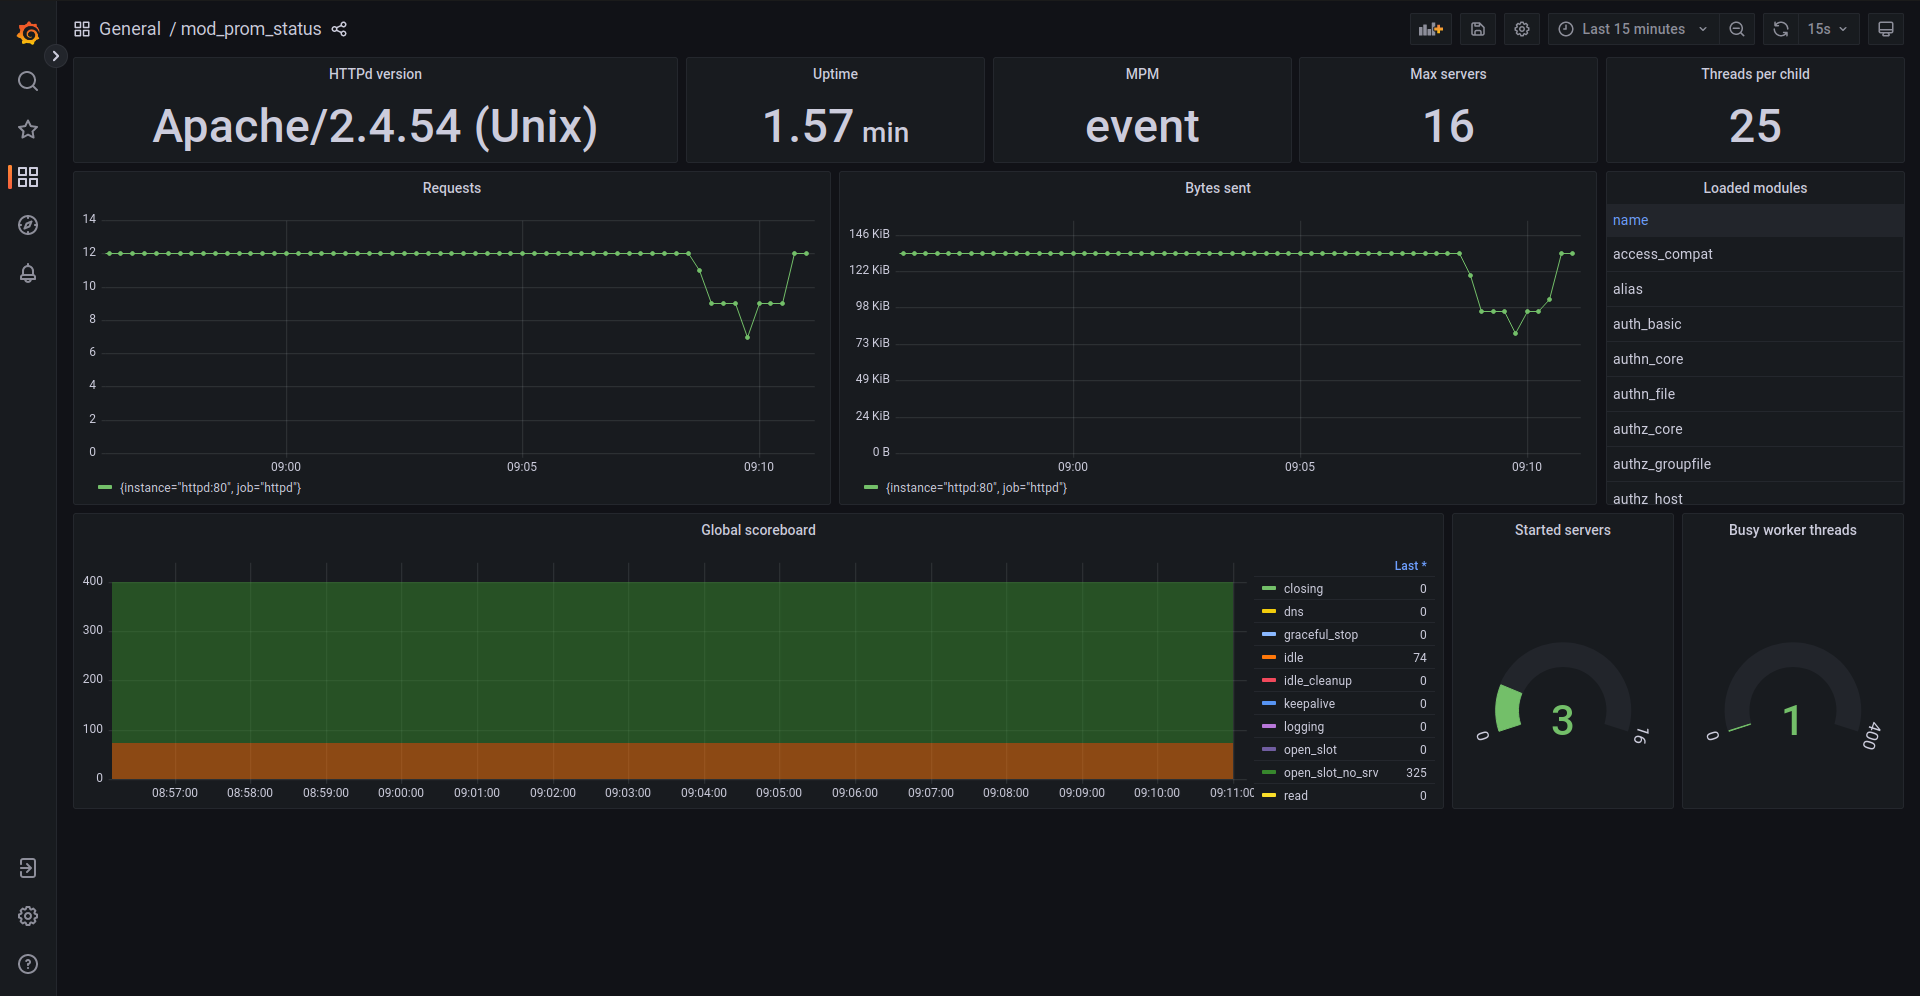 General / mod_prom_status
Last 15 minutes
15s
HTTPd version
Apache/2.4.54 (Unix)
Uptime
1.57 min
MPM
event
Max servers
16
Threads per child
25
Requests
14
12
10
8
6
4
2
0
09:00 09:05 09:10
{instance="httpd:80", job="httpd"}
Bytes sent
146 KiB
122 KiB
98 KiB
73 KiB
49 KiB
24 KiB
0 B
09:00 09:05 09:10
{instance="httpd:80", job="httpd"}
Loaded modules
name
access_compat
alias
auth_basic
authn_core
authn_file
authz_core
authz_groupfile
authz_host
Global scoreboard
400
300
200
100
0
08:57:00 08:58:00 08:59:00 09:00:00 09:01:00 09:02:00 09:03:00 09:04:00 09:05:00 09:06:00 09:07:00 09:08:00 09:09:00 09:10:00 09:11:00
Last *
closing 0
dns 0
graceful_stop 0
idle 74
idle_cleanup 0
keepalive 0
logging 0
open_slot 0
open_slot_no_srv 325
read 0
Started servers
3
0 16
Busy worker threads
1
0 400